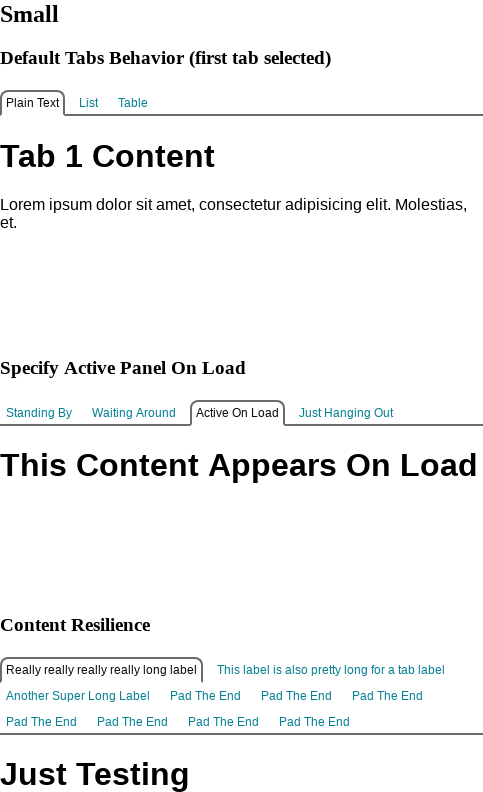 Small
Default Tabs Behavior (first tab selected)
Plain Text List Table
Tab 1 Content
Lorem ipsum dolor sit amet, consectetur adipisicing elit. Molestias,
et.
Specify Active Panel On Load
Standing By Waiting Around Active On Load Just Hanging Out
This Content Appears On Load
Content Resilience
Really really really really long label This label is also pretty long for a tab label
Another Super Long Label Pad The End Pad The End Pad The End
Pad The End Pad The End Pad The End Pad The End
Just Testing